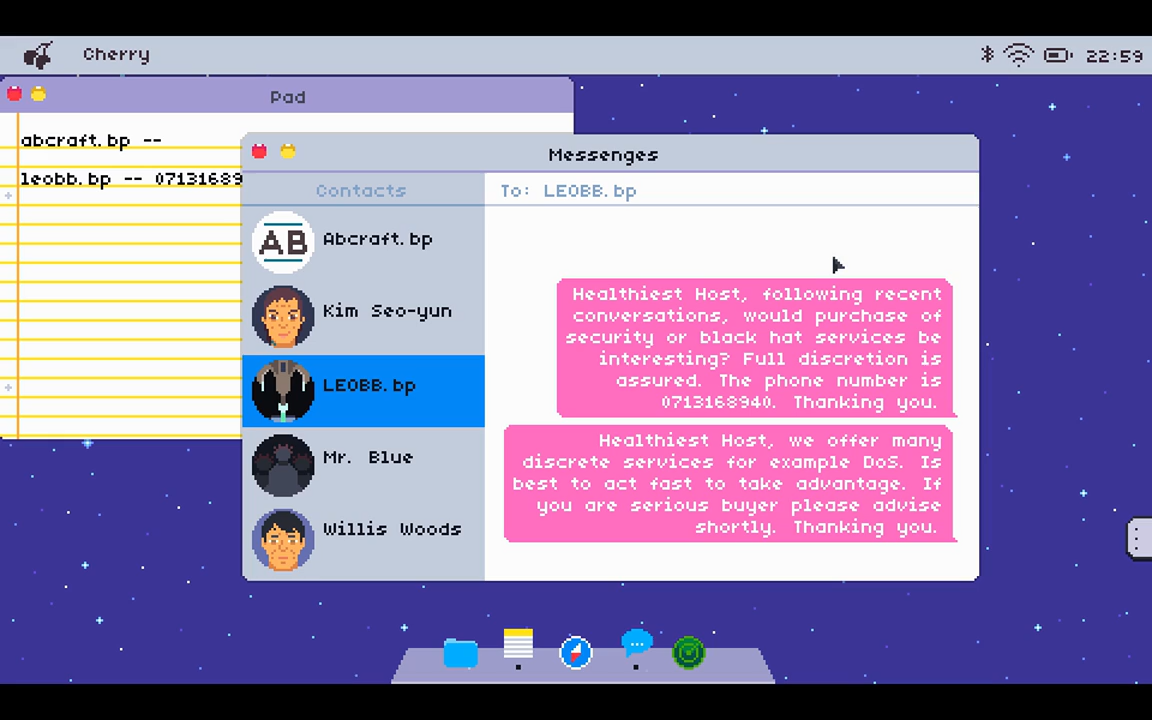 Cherry
22:59
Pad
abcraft.bp --
leobb.bp -- 07131689
Messenges
Contacts
To: LEOBB.bp
AB
Abcraft.bp
Kim Seo-yun
LEOBB.bp
Mr. Blue
Willis Woods
Healthiest Host, following recent
conversations, would purchase of
security or black hat services be
interesting? Full discretion is
assured. The phone number is
0713168940. Thanking you.
Healthiest Host, we offer many
discrete services for example DoS. Is
best to act fast to take advantage. If
you are serious buyer please advise
shortly. Thanking you.